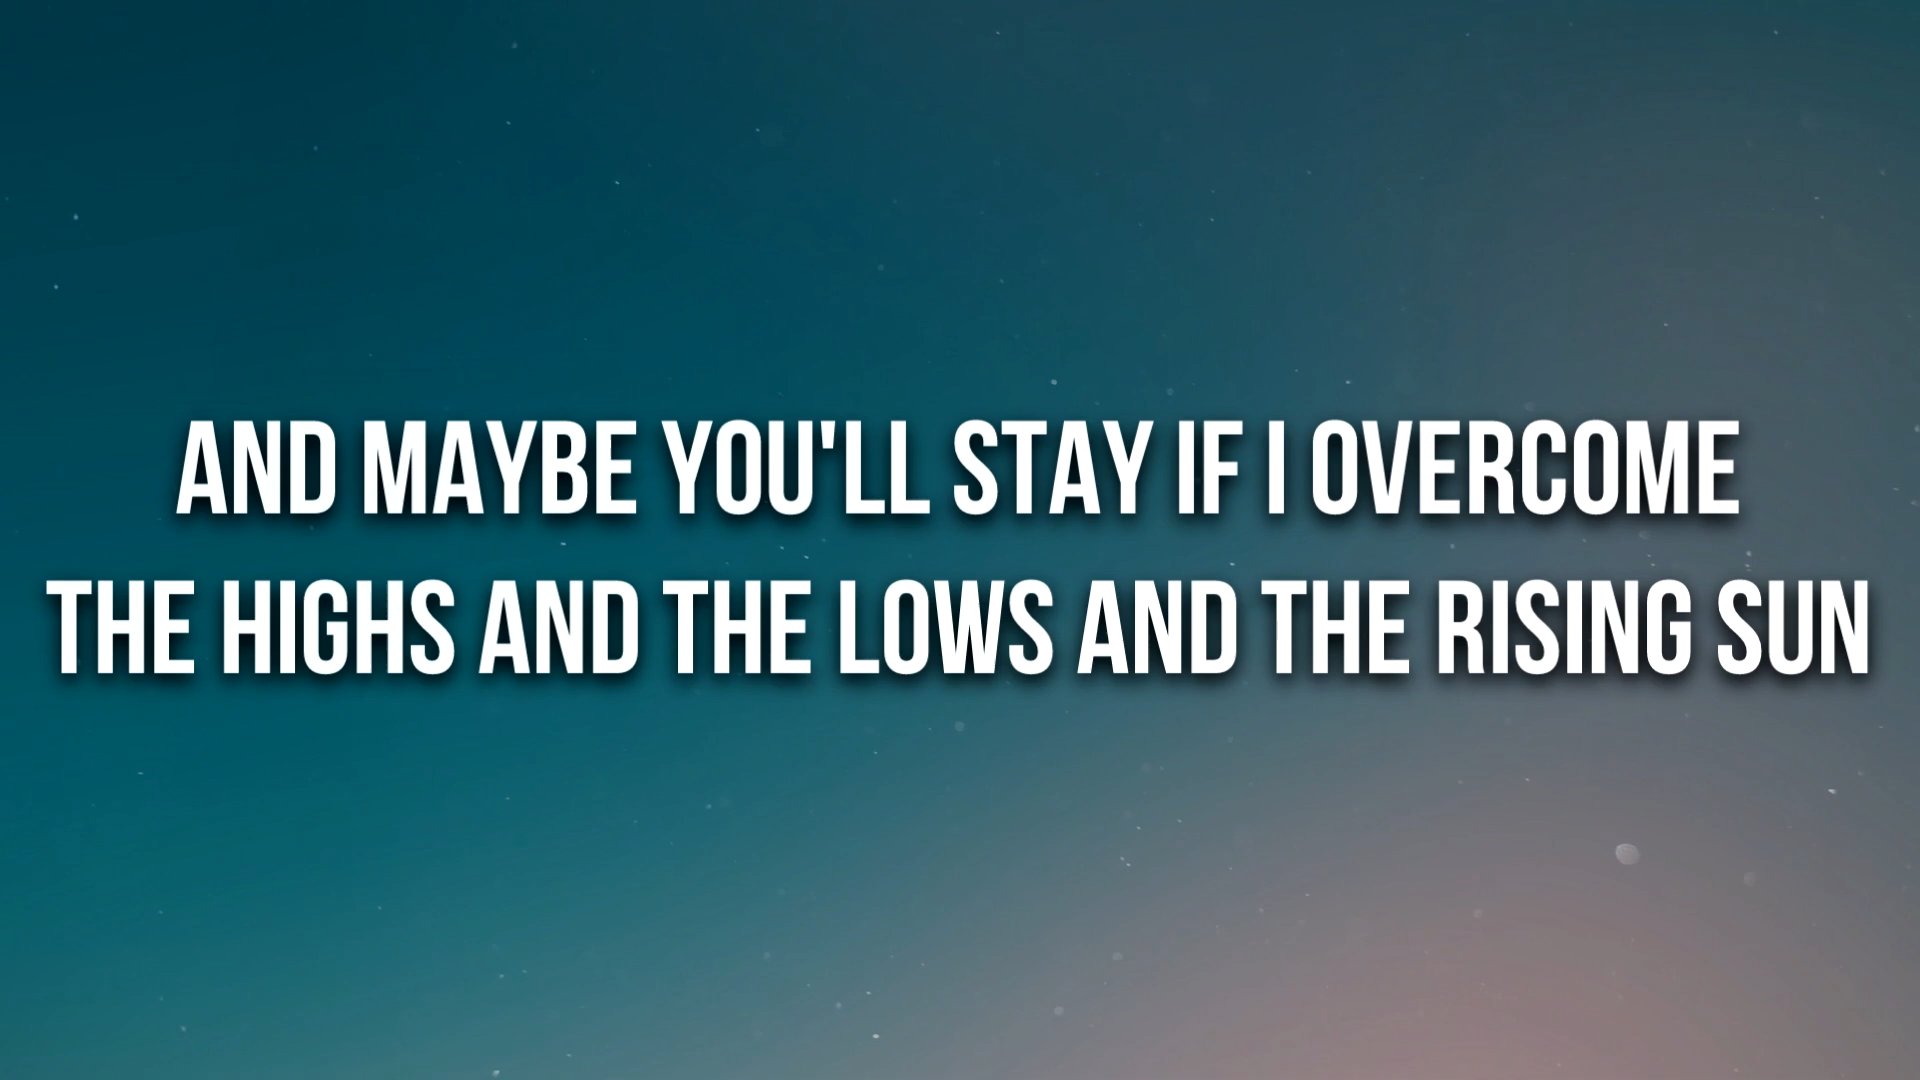 AND MAYBE YOU'LL STAY IF I OVERCOME
THE HIGHS AND THE LOWS AND THE RISING SUN